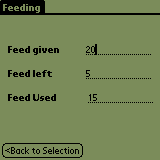 Feeding
Feed given 20
Feed left 5
Feed Used 15
<Back to Selection